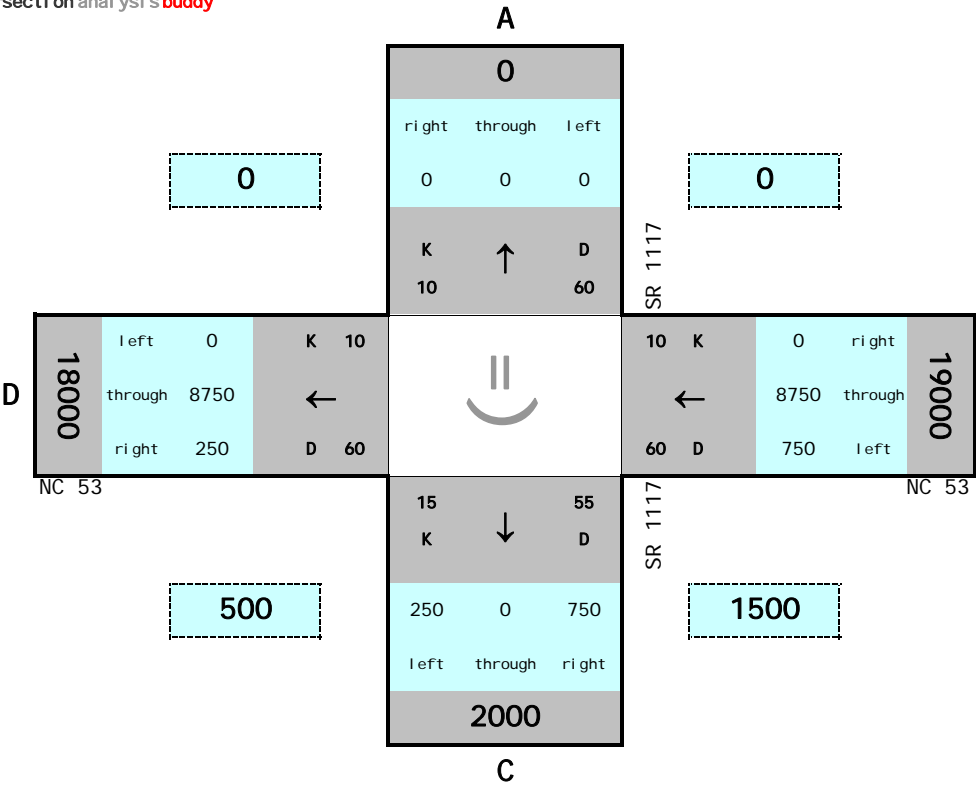 section analysis buddy
A
0
right through left
0 0 0
0
0
K D
10 60
SR 1117
D
18000
left 0
through 8750
right 250
K 10
D 60
10 K
60 D
0 right
8750 through
750 left
19000
NC 53
NC 53
15 55
K D
SR 1117
500
250 0 750
left through right
1500
2000
C